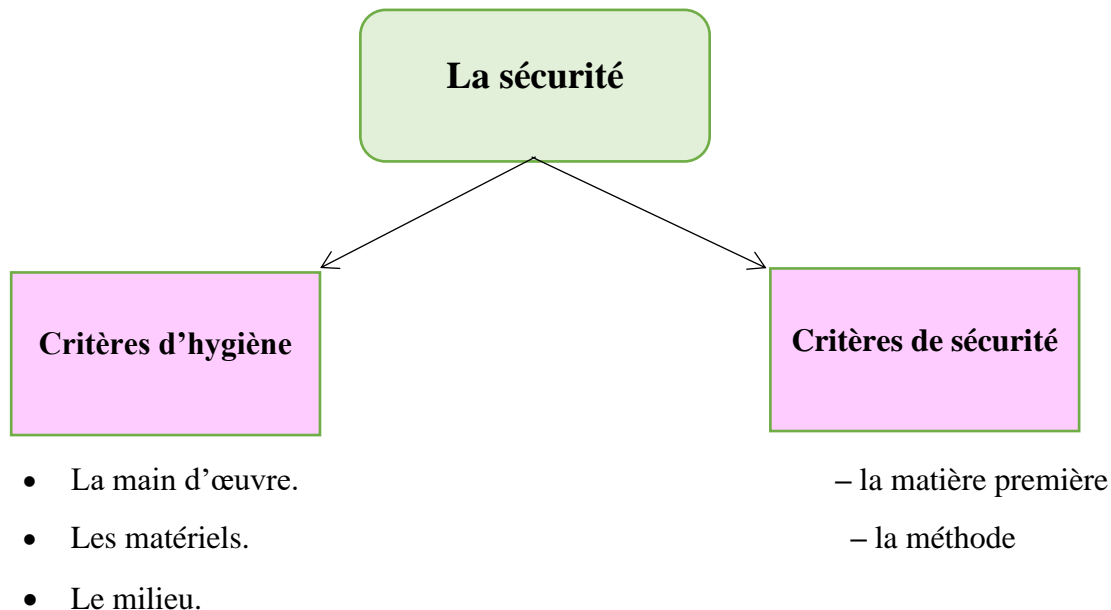 La sécurité
Critères d’hygiène
Critères de sécurité
• La main d’œuvre.
– la matière première
• Les matériels.
– la méthode
• Le milieu.